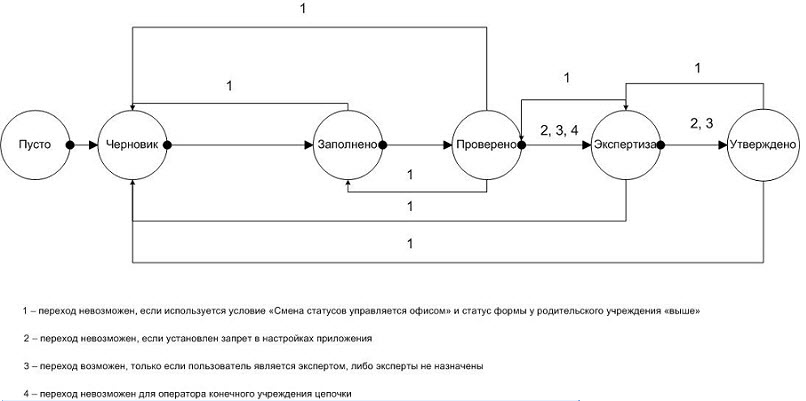 1
1
1
1
2, 3, 4
2, 3
Пусто
Черновик
Заполнено
Проверено
Экспертиза
Утверждено
1
1
1
1 – переход невозможен, если используется условие «Смена статусов управляется офисом» и статус формы у родительского учреждения «выше»
2 – переход невозможен, если установлен запрет в настройках приложения
3 – переход возможен, только если пользователь является экспертом, либо эксперты не назначены
4 – переход невозможен для оператора конечного учреждения цепочки